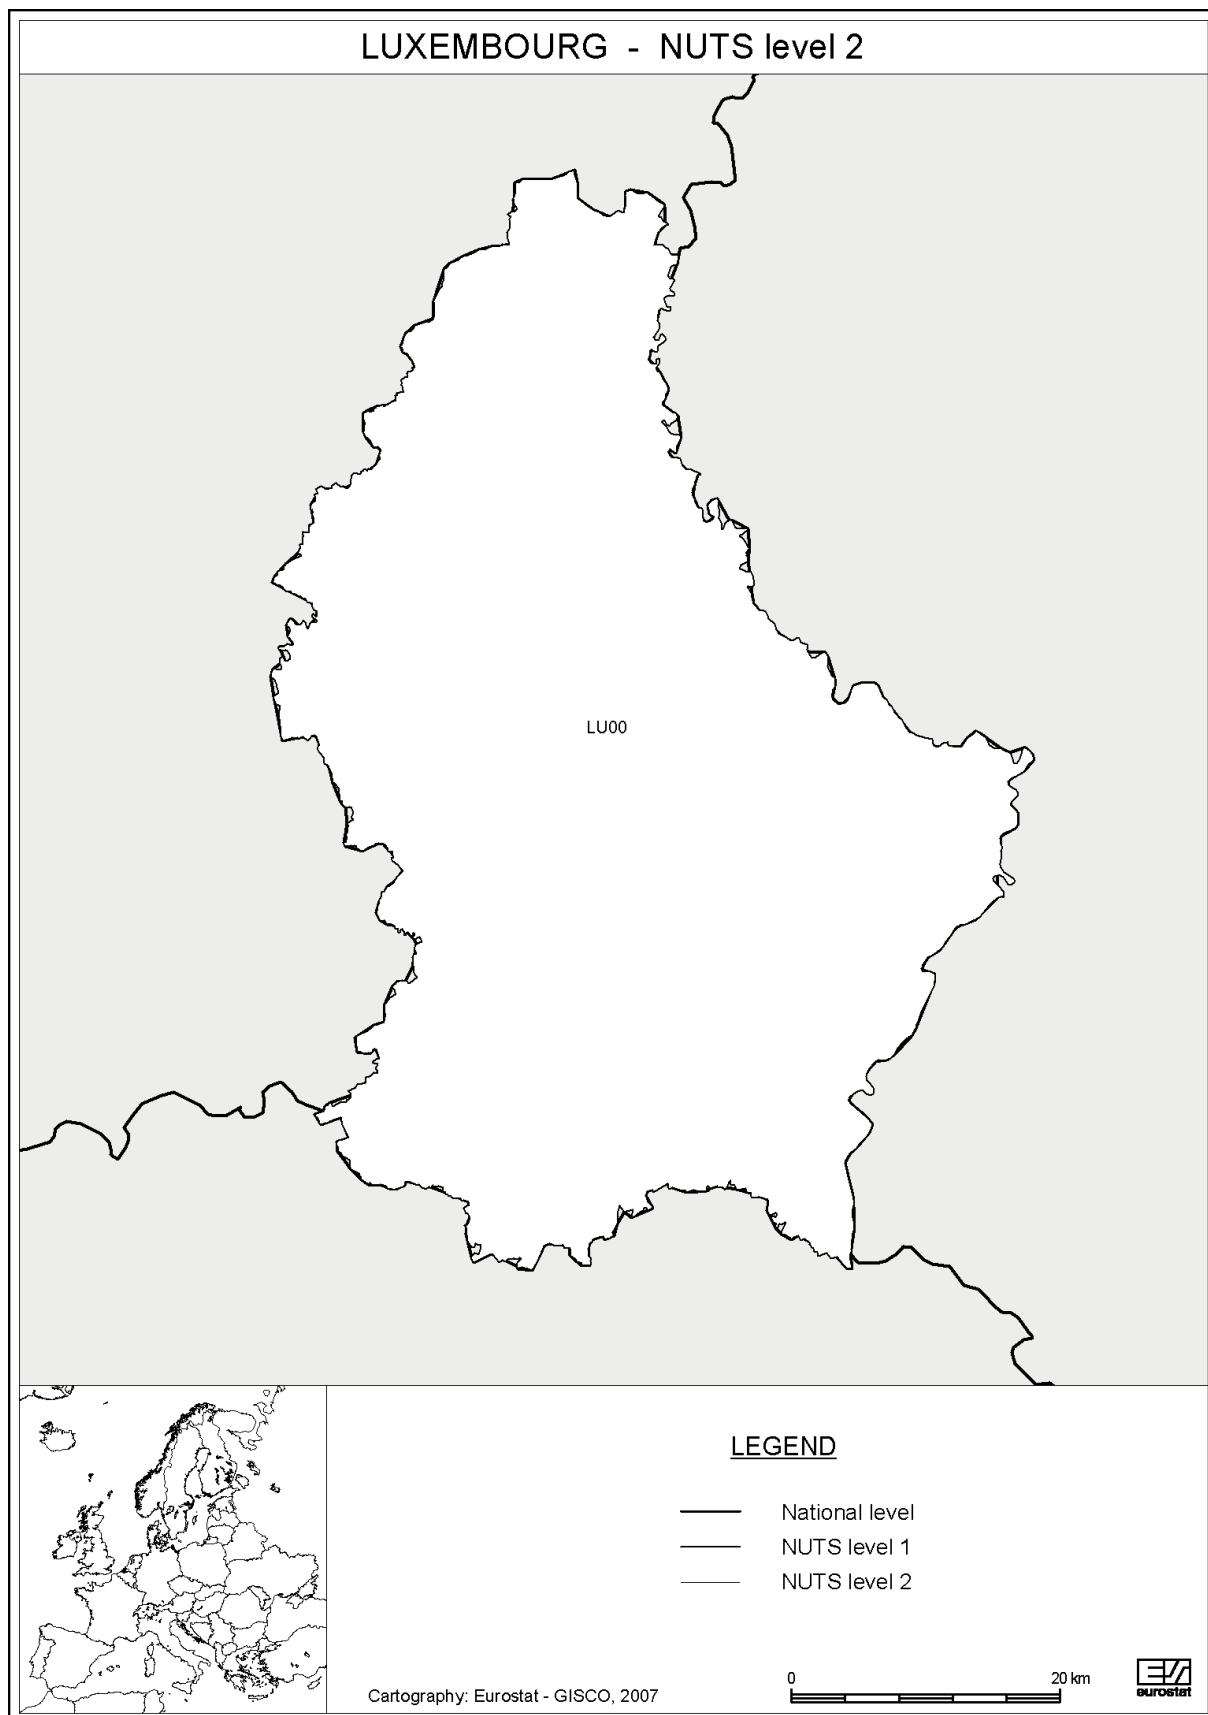 LUXEMBOURG - NUTS level 2
LU00
LEGEND
National level
NUTS level 1
NUTS level 2
0 20 km
Cartography: Eurostat - GISCO, 2007
eurostat